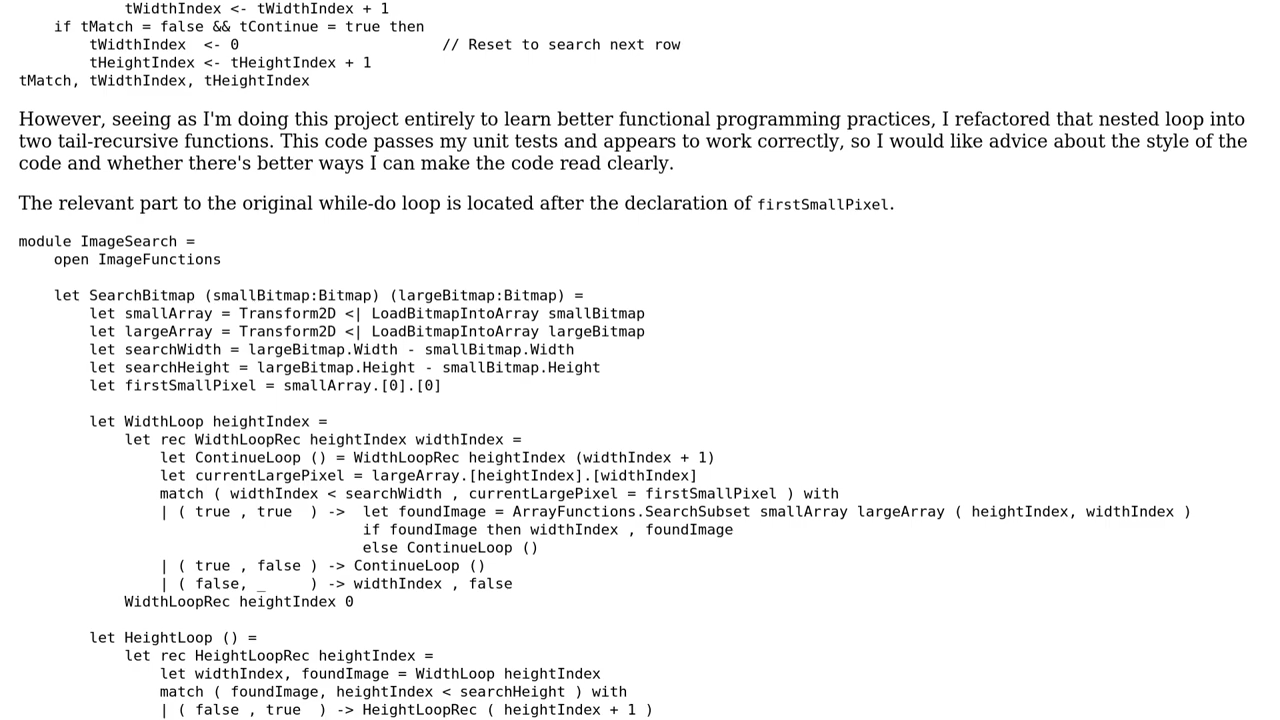 tWidthIndex <- tWidthIndex + 1
    if tMatch = false && tContinue = true then
        tWidthIndex  <- 0                       // Reset to search next row
        tHeightIndex <- tHeightIndex + 1
tMatch, tWidthIndex, tHeightIndex
However, seeing as I'm doing this project entirely to learn better functional programming practices, I refactored that nested loop into
two tail-recursive functions. This code passes my unit tests and appears to work correctly, so I would like advice about the style of the
code and whether there's better ways I can make the code read clearly.
The relevant part to the original while-do loop is located after the declaration of firstSmallPixel.
module ImageSearch =
    open ImageFunctions
    let SearchBitmap (smallBitmap:Bitmap) (largeBitmap:Bitmap) =
        let smallArray = Transform2D <| LoadBitmapIntoArray smallBitmap
        let largeArray = Transform2D <| LoadBitmapIntoArray largeBitmap
        let searchWidth = largeBitmap.Width - smallBitmap.Width
        let searchHeight = largeBitmap.Height - smallBitmap.Height
        let firstSmallPixel = smallArray.[0].[0]
        let WidthLoop heightIndex =
            let rec WidthLoopRec heightIndex widthIndex =
                let ContinueLoop () = WidthLoopRec heightIndex (widthIndex + 1)
                let currentLargePixel = largeArray.[heightIndex].[widthIndex]
                match ( widthIndex < searchWidth , currentLargePixel = firstSmallPixel ) with
                | ( true , true  ) ->  let foundImage = ArrayFunctions.SearchSubset smallArray largeArray ( heightIndex, widthIndex )
                                       if foundImage then widthIndex , foundImage
                                       else ContinueLoop ()
                | ( true , false ) -> ContinueLoop ()
                | ( false, _     ) -> widthIndex , false
            WidthLoopRec heightIndex 0
        let HeightLoop () =
            let rec HeightLoopRec heightIndex =
                let widthIndex, foundImage = WidthLoop heightIndex
                match ( foundImage, heightIndex < searchHeight ) with
                | ( false , true  ) -> HeightLoopRec ( heightIndex + 1 )